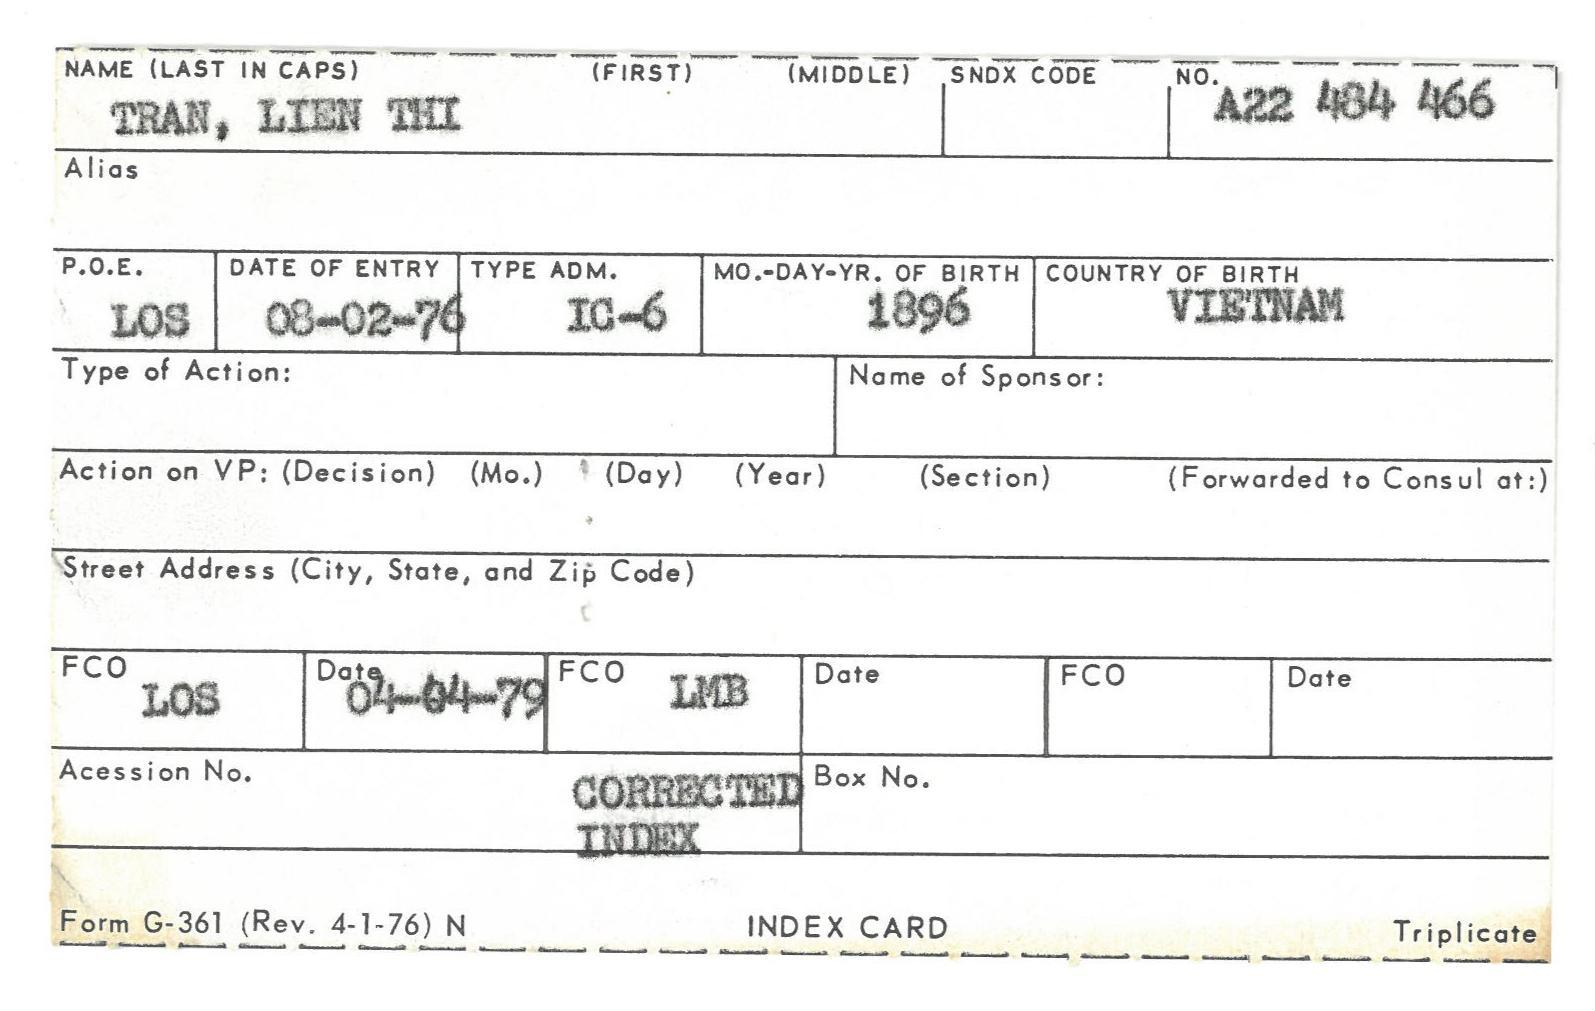 NAME (LAST IN CAPS) (FIRST) (MIDDLE) SNDX CODE NO.
TRAN, LIEN THI A22 484 466
Alias
P.O.E. DATE OF ENTRY TYPE ADM. MO.-DAY-YR. OF BIRTH COUNTRY OF BIRTH
LOS 08-02-76 IC-6 1896 VIETNAM
Type of Action: Name of Sponsor:
Action on VP: (Decision) (Mo.) (Day) (Year) (Section) (Forwarded to Consul at:)
Street Address (City, State, and Zip Code)
FCO Date FCO Date FCO Date
LOS 04-04-79 LMB
Acession No. Box No.
CORRECTED
INDEX
Form G-361 (Rev. 4-1-76) N INDEX CARD Triplicate